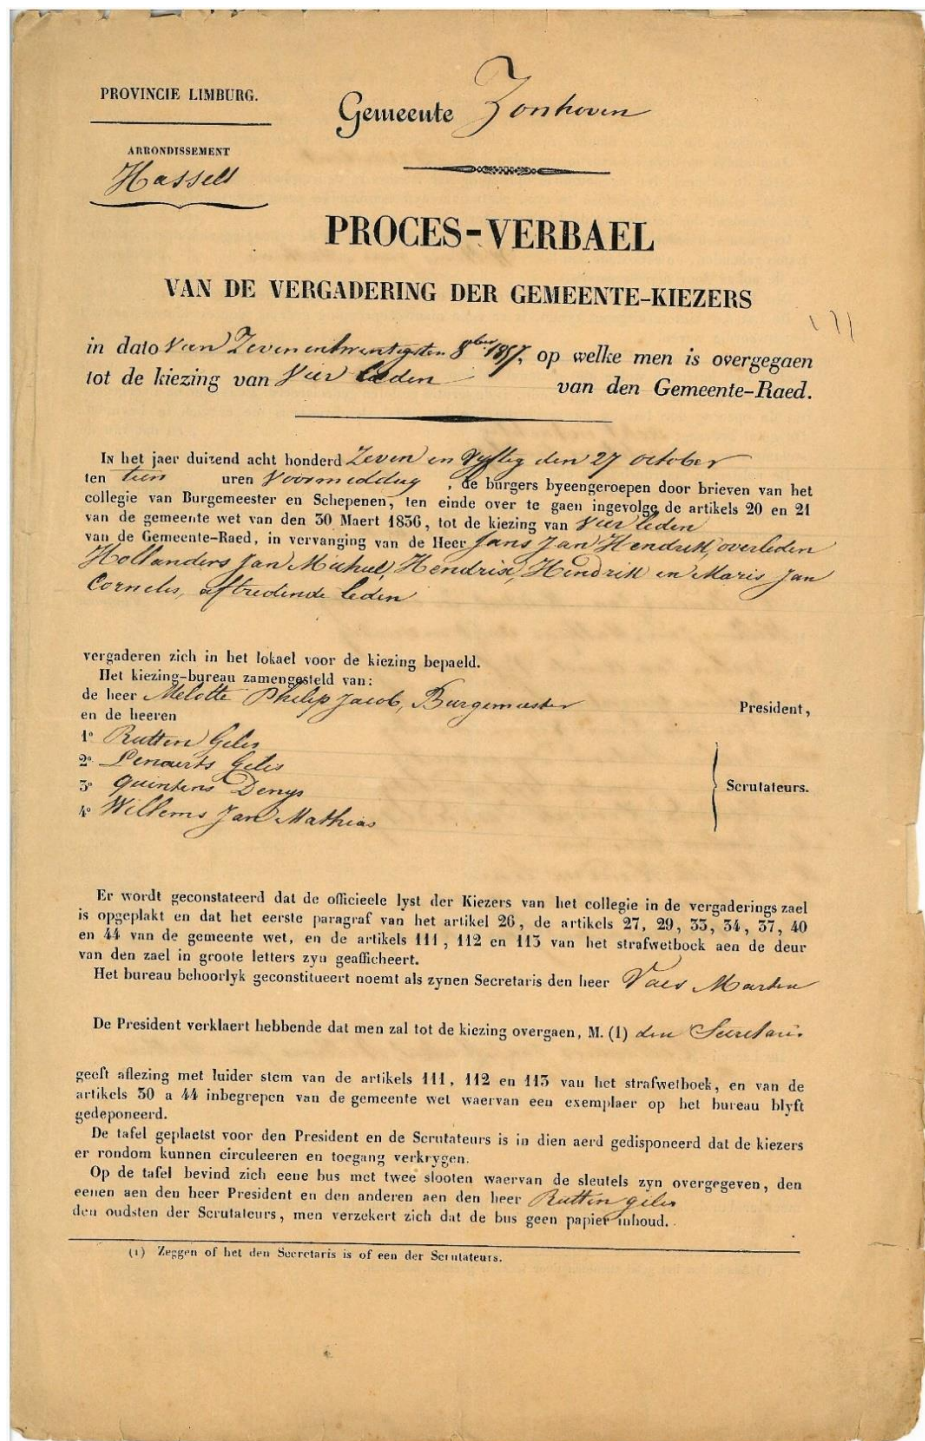 PROVINCIE LIMBURG.
Gemeente Zonhoven
ARRONDISSEMENT
Hasselt
PROCES-VERBAEL
VAN DE VERGADERING DER GEMEENTE-KIEZERS
in dato van Zevenentwentigsten 8ber 1857, op welke men is overgegaen
tot de kiezing van Vier leden van den Gemeente-Raed.
IN het jaer duizend acht honderd Zeven en vyftig den 27 october
ten tien uren Voormiddag, de burgers byeengeroepen door brieven van het
collegie van Burgemeester en Schepenen, ten einde over te gaen ingevolge de artikels 20 en 21
van de gemeente wet van den 30 Maert 1836, tot de kiezing van Vier leden
van de Gemeente-Raed, in vervanging van de Heer Jans Jan Hendrik, overleden
Hollanders Jan Michiel, Hendrix, Hendrik en Maris Jan
Cornelis, aftredende leden
vergaderen zich in het lokael voor de kiezing bepaeld.
Het kiezing-bureau zamengesteld van:
de heer Melotte Philip Jacob, Burgemeester President,
en de heeren
1° Rutten Gelis
2° Lenaerts Gelis
3° Quintens Denys
Scrutateurs.
4° Willems Jan Mathias
Er wordt geconstateerd dat de officieele lyst der Kiezers van het collegie in de vergaderings zael
is opgeplakt en dat het eerste paragraf van het artikel 26, de artikels 27, 29, 33, 34, 37, 40
en 44 van de gemeente wet, en de artikels 111, 112 en 113 van het strafwetboek aen de deur
van den zael in groote letters zyn geafficheert.
Het bureau behoorlyk geconstitueert noemt als zynen Secretaris den heer Vaes Marten
De President verklaert hebbende dat men zal tot de kiezing overgaen, M. (1) den Secretaris
geeft aflezing met luider stem van de artikels 111, 112 en 113 van het strafwetboek, en van de
artikels 30 a 44 inbegrepen van de gemeente wet waervan een exemplaer op het bureau blyft
gedeponeerd.
De tafel geplaetst voor den President en de Scrutateurs is in dien aerd gedisponeerd dat de kiezers
er rondom kunnen circuleeren en toegang verkrygen.
Op de tafel bevind zich eene bus met twee slooten waervan de sleutels zyn overgegeven, den
eenen aen den heer President en den anderen aen den heer Rutten gelis
den oudsten der Scrutateurs, men verzekert zich dat de bus geen papier inhoud.
(1) Zeggen of het den Secretaris is of een der Scrutateurs.